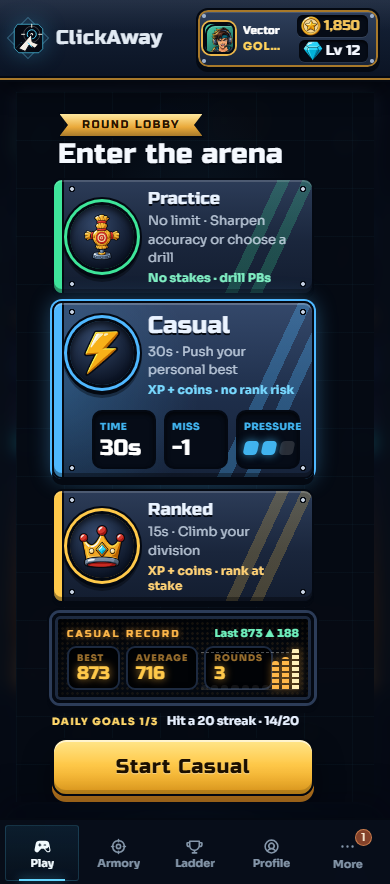 ClickAway
Vector
GOL...
1,850
Lv 12
ROUND LOBBY
Enter the arena
Practice
No limit · Sharpen
accuracy or choose a
drill
No stakes · drill PBs
Casual
30s · Push your
personal best
XP + coins · no rank risk
TIME
30s
MISS
-1
PRESSURE
Ranked
15s · Climb your
division
XP + coins · rank at
stake
CASUAL RECORD
Last 873 ▲ 188
BEST
873
AVERAGE
716
ROUNDS
3
DAILY GOALS 1/3 Hit a 20 streak · 14/20
Start Casual
Play
Armory
Ladder
Profile
1
More